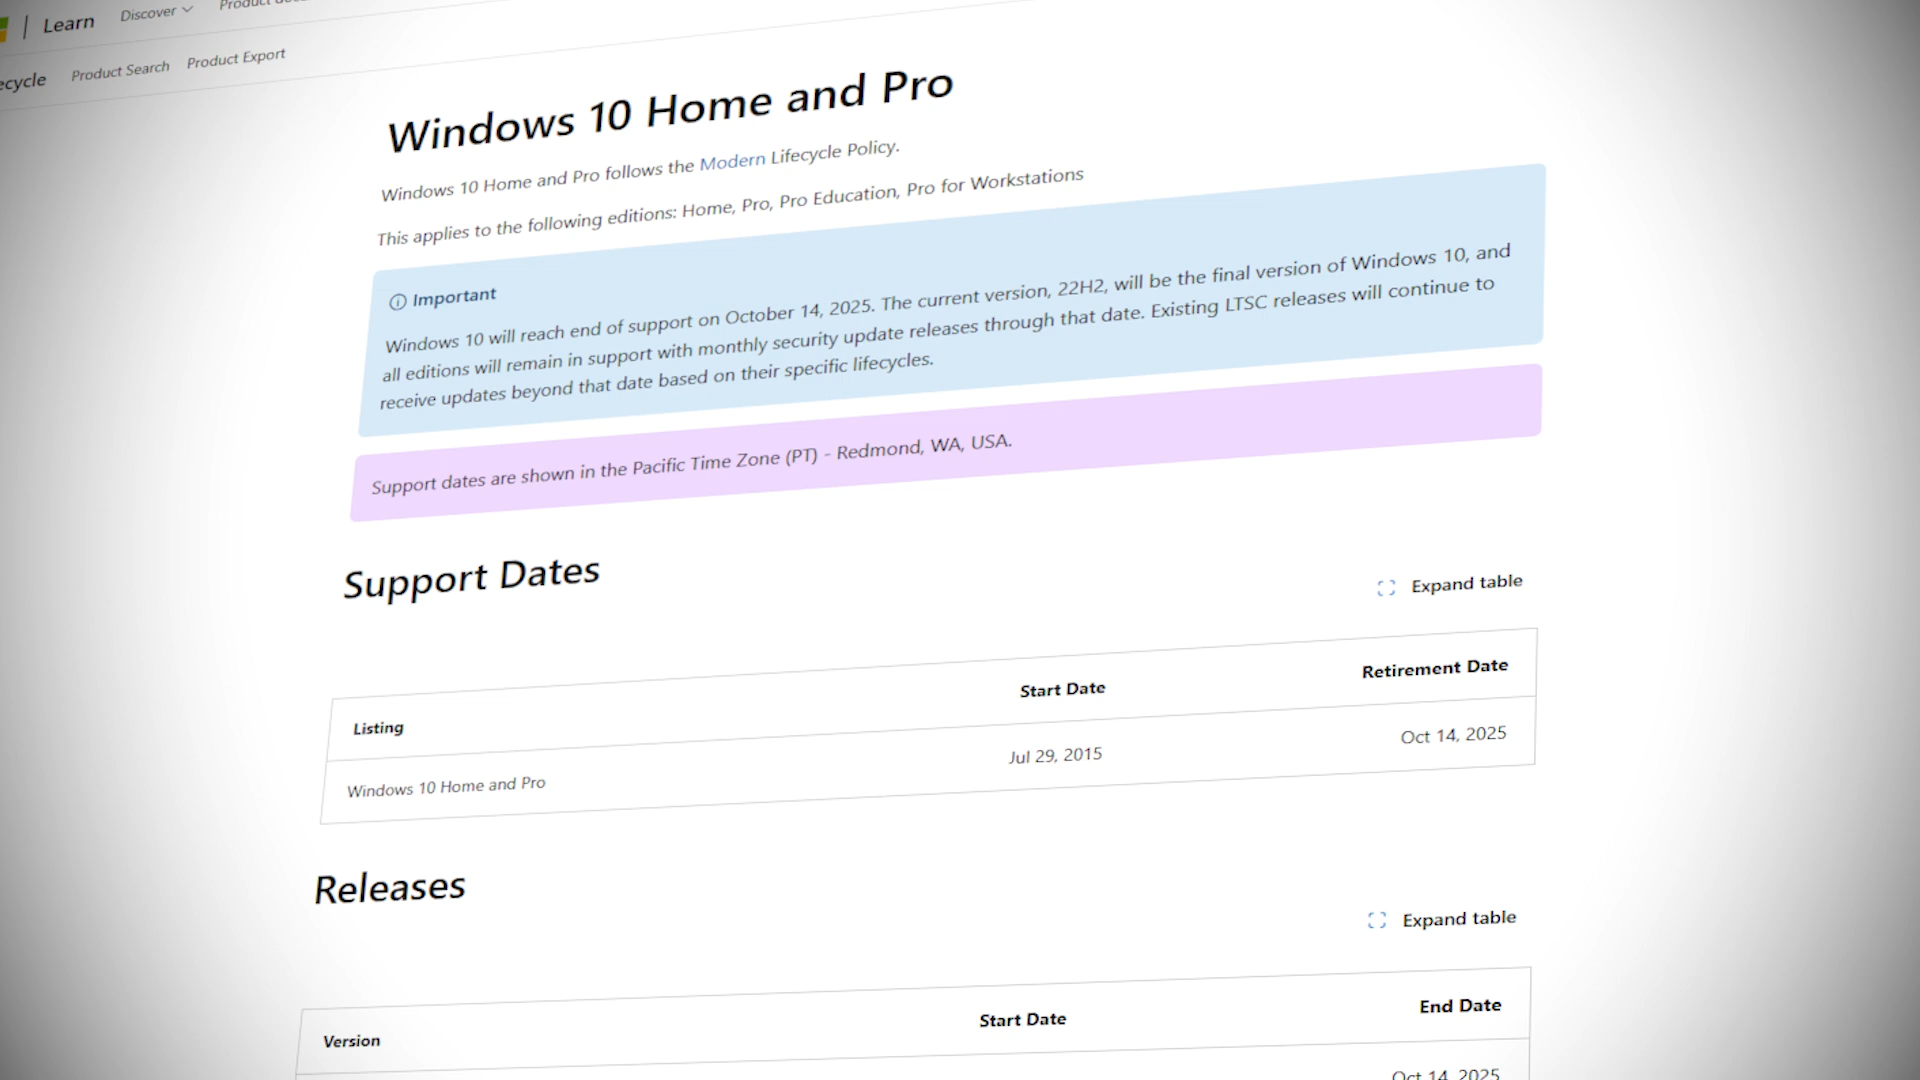 Learn
Discover
Product
ecycle
Product Search
Product Export
Windows 10 Home and Pro
Windows 10 Home and Pro follows the Modern Lifecycle Policy.
This applies to the following editions: Home, Pro, Pro Education, Pro for Workstations
Important
Windows 10 will reach end of support on October 14, 2025. The current version, 22H2, will be the final version of Windows 10, and
all editions will remain in support with monthly security update releases through that date. Existing LTSC releases will continue to
receive updates beyond that date based on their specific lifecycles.
Support dates are shown in the Pacific Time Zone (PT) - Redmond, WA, USA.
Support Dates
Expand table
Listing
Start Date
Retirement Date
Windows 10 Home and Pro
Jul 29, 2015
Oct 14, 2025
Releases
Expand table
Version
Start Date
End Date
Oct 14, 2025